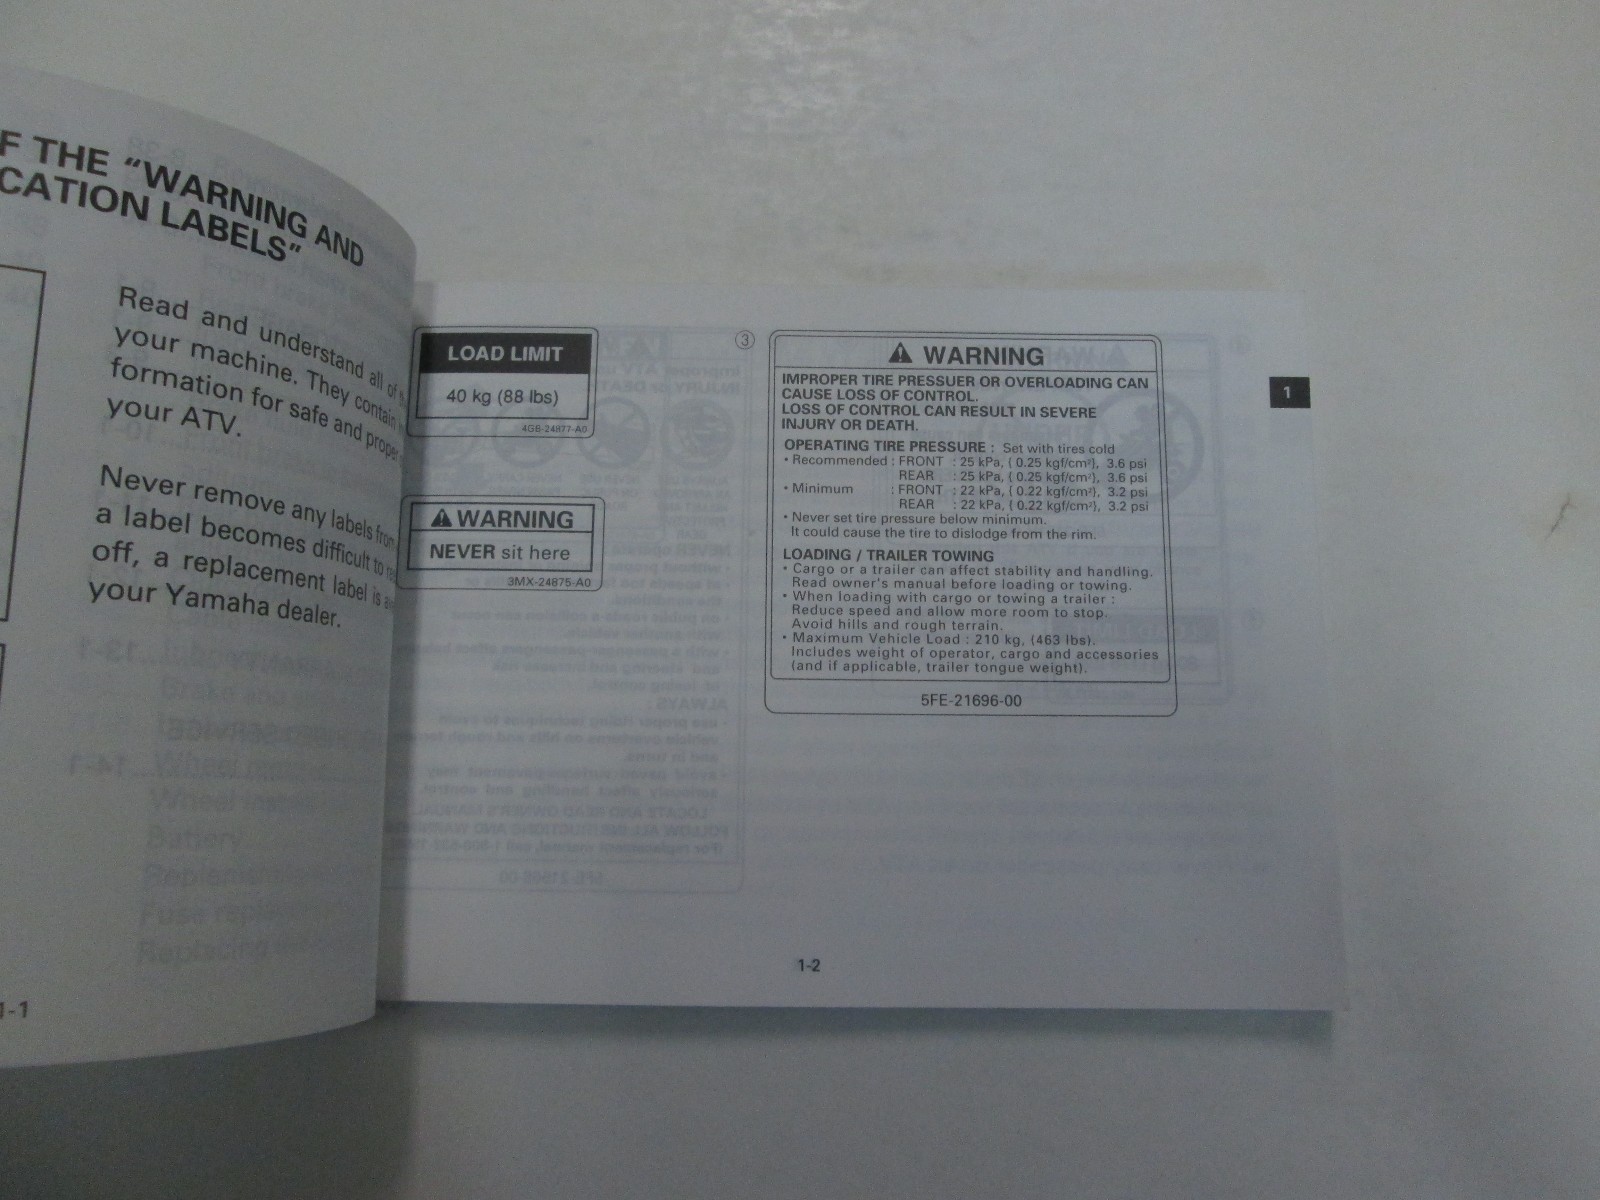 F THE “WARNING AND
CATION LABELS”
Read and understand all of
your machine. They contain
formation for safe and proper
your ATV.
Never remove any labels from
a label becomes difficult to
off, a replacement label is
your Yamaha dealer.
1-1
LOAD LIMIT
40 kg (88 lbs)
4GB-24877-A0
⚠ WARNING
NEVER sit here
3MX-24875-A0
③
⚠ WARNING
IMPROPER TIRE PRESSUER OR OVERLOADING CAN
CAUSE LOSS OF CONTROL.
LOSS OF CONTROL CAN RESULT IN SEVERE
INJURY OR DEATH.
OPERATING TIRE PRESSURE : Set with tires cold
• Recommended : FRONT : 25 kPa, ( 0.25 kgf/cm²), 3.6 psi
REAR : 25 kPa, ( 0.25 kgf/cm²), 3.6 psi
• Minimum : FRONT : 22 kPa, ( 0.22 kgf/cm²), 3.2 psi
REAR : 22 kPa, ( 0.22 kgf/cm²), 3.2 psi
• Never set tire pressure below minimum.
It could cause the tire to dislodge from the rim.
LOADING / TRAILER TOWING
• Cargo or a trailer can affect stability and handling.
Read owner's manual before loading or towing.
• When loading with cargo or towing a trailer :
Reduce speed and allow more room to stop.
Avoid hills and rough terrain.
• Maximum Vehicle Load : 210 kg, (463 lbs).
Includes weight of operator, cargo and accessories
(and if applicable, trailer tongue weight).
5FE-21696-00
1
1-2